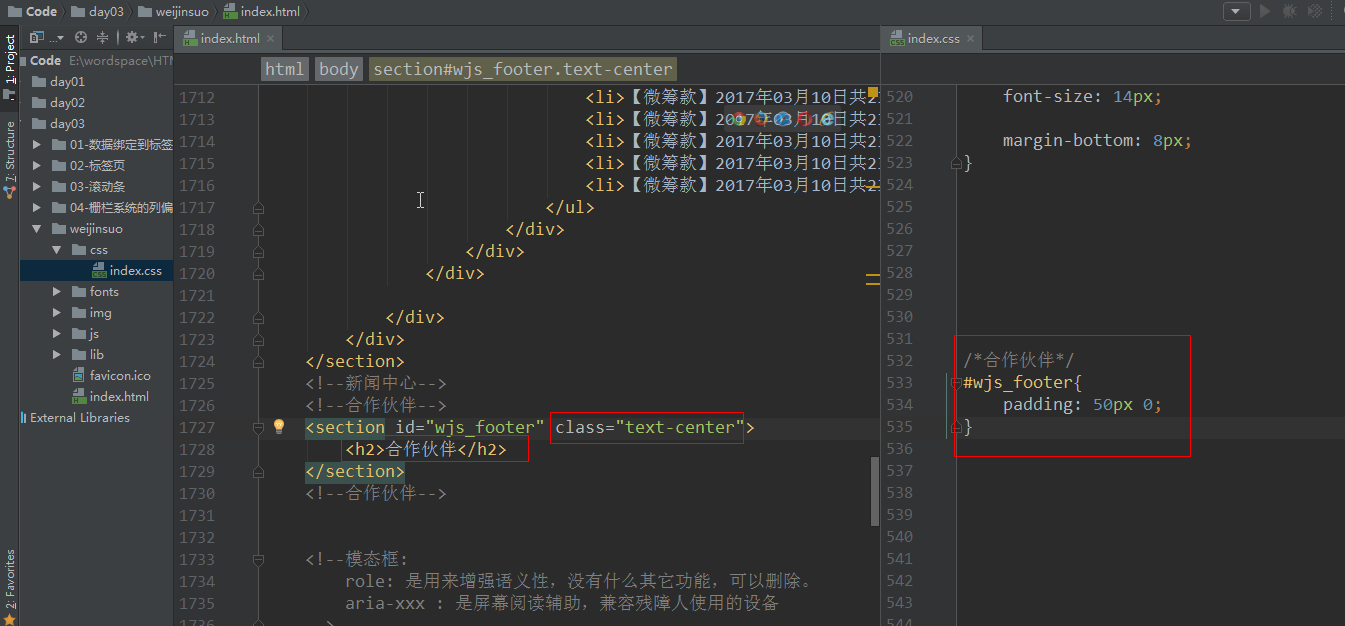 Code day03 weijinsuo index.html
1: Project
7: Structure
2: Favorites
Code E:\wordspace\HTM
day01
day02
day03
01-数据绑定到标签
02-标签页
03-滚动条
04-栅栏系统的列偏
weijinsuo
css
index.css
fonts
img
js
lib
favicon.ico
index.html
External Libraries
index.html ×
html body section#wjs_footer.text-center
1712 <li>【微筹款】2017年03月10日共2
1713 <li>【微筹款】2017年03月10日共2
1714 <li>【微筹款】2017年03月10日共2
1715 <li>【微筹款】2017年03月10日共2
1716 <li>【微筹款】2017年03月10日共2
1717 </ul>
1718 </div>
1719 </div>
1720 </div>
1721
1722 </div>
1723 </div>
1724 </section>
1725 <!--新闻中心-->
1726 <!--合作伙伴-->
1727 <section id="wjs_footer" class="text-center">
1728 <h2>合作伙伴</h2>
1729 </section>
1730 <!--合作伙伴-->
1731
1732
1733 <!--模态框:
1734 role: 是用来增强语义性，没有什么其它功能，可以删除。
1735 aria-xxx : 是屏幕阅读辅助，兼容残障人使用的设备
1736
index.css ×
520 font-size: 14px;
521
522 margin-bottom: 8px;
523 }
524
525
526
527
528
529
530
531
532 /*合作伙伴*/
533 #wjs_footer{
534 padding: 50px 0;
535 }
536
537
538
539
540
541
542
543
544